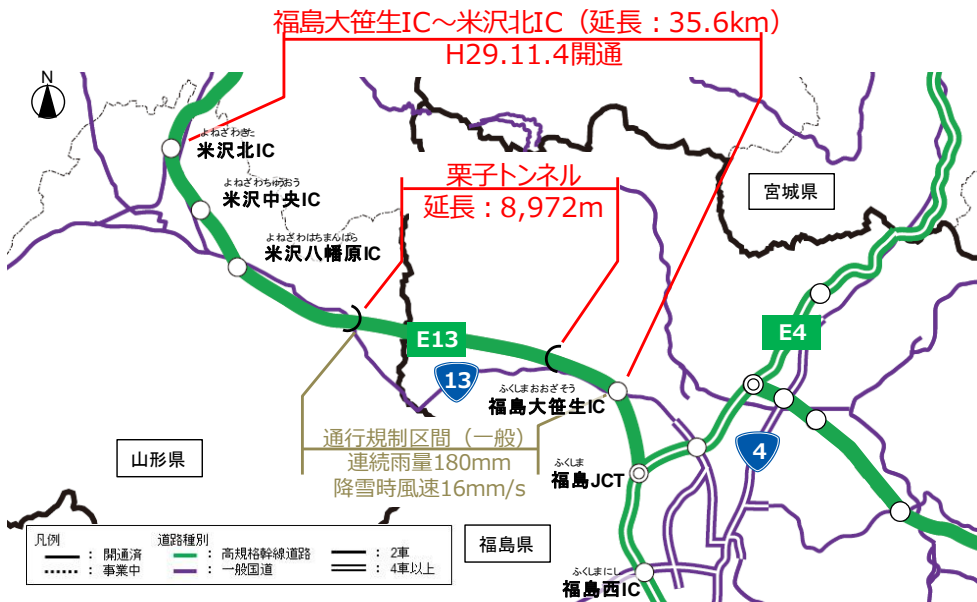 福島大笹生IC～米沢北IC（延長：35.6km）
H29.11.4開通
N
よねざわきた
米沢北IC
栗子トンネル
延長：8,972m
宮城県
よねざわちゅうおう
米沢中央IC
よねざわはちまんぱら
米沢八幡原IC
E13
E4
13
ふくしまおおざそう
福島大笹生IC
通行規制区間（一般）
連続雨量180mm
降雪時風速16mm/s
4
山形県
ふくしま
福島JCT
福島県
ふくしまにし
福島西IC
凡例
道路種別
：開通済
：高規格幹線道路
：2車
：事業中
：一般国道
：4車以上